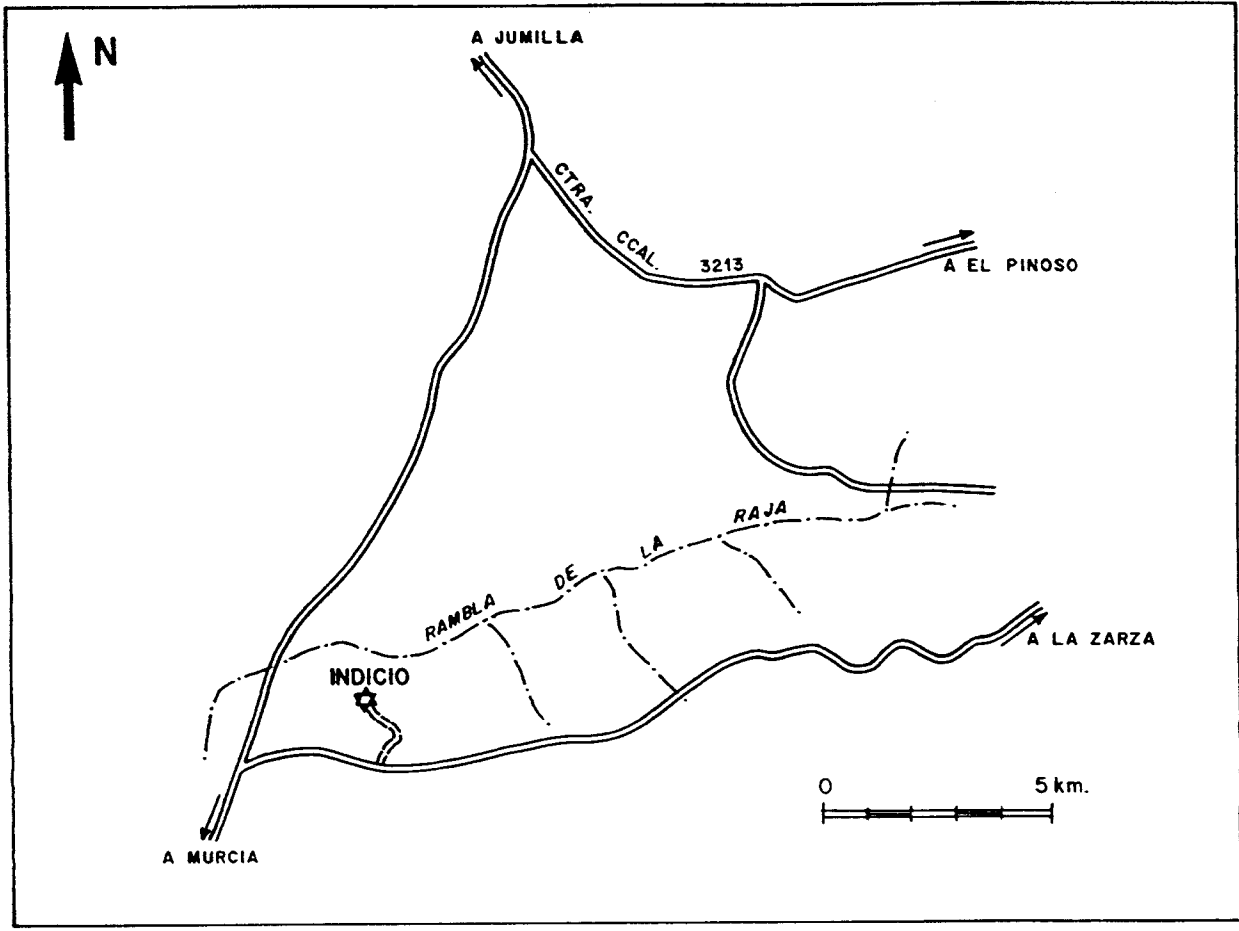 N
A JUMILLA
CTRA. CCAL. 3213
A EL PINOSO
RAMBLA DE LA RAJA
INDICIO
A LA ZARZA
0 5 km.
A MURCIA